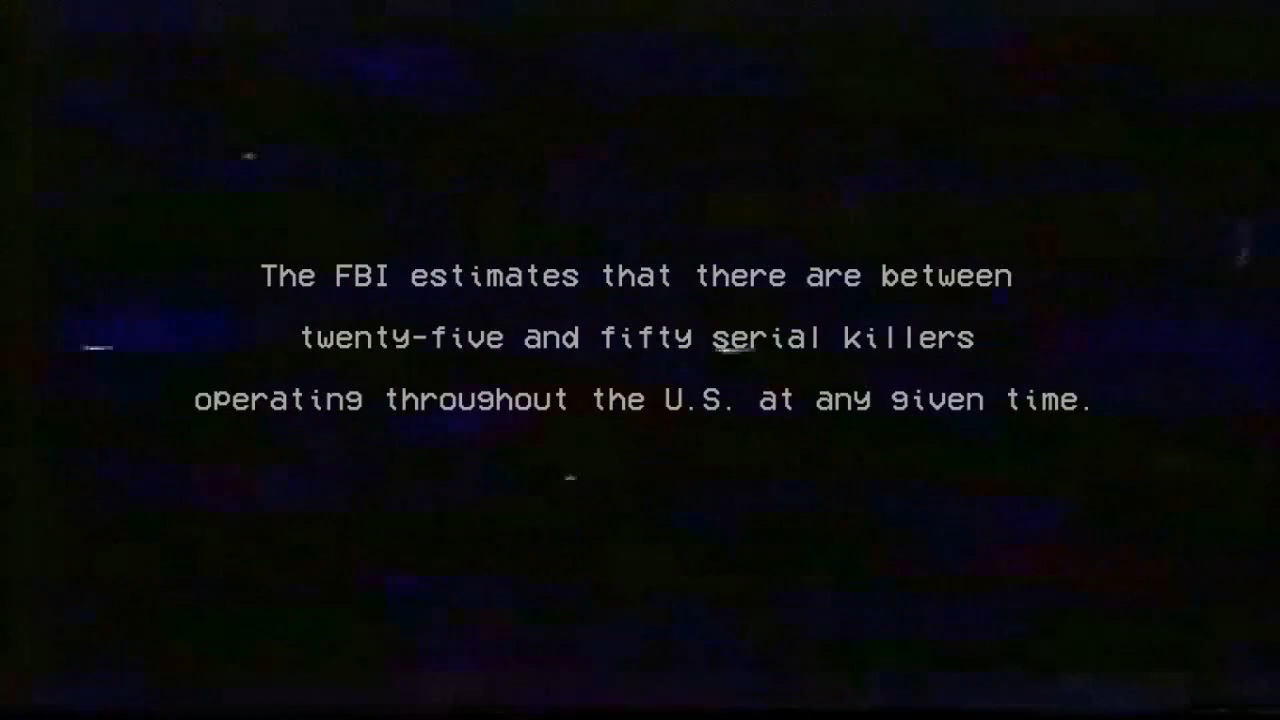 The FBI estimates that there are between
twenty-five and fifty serial killers
operating throughout the U.S. at any given time.